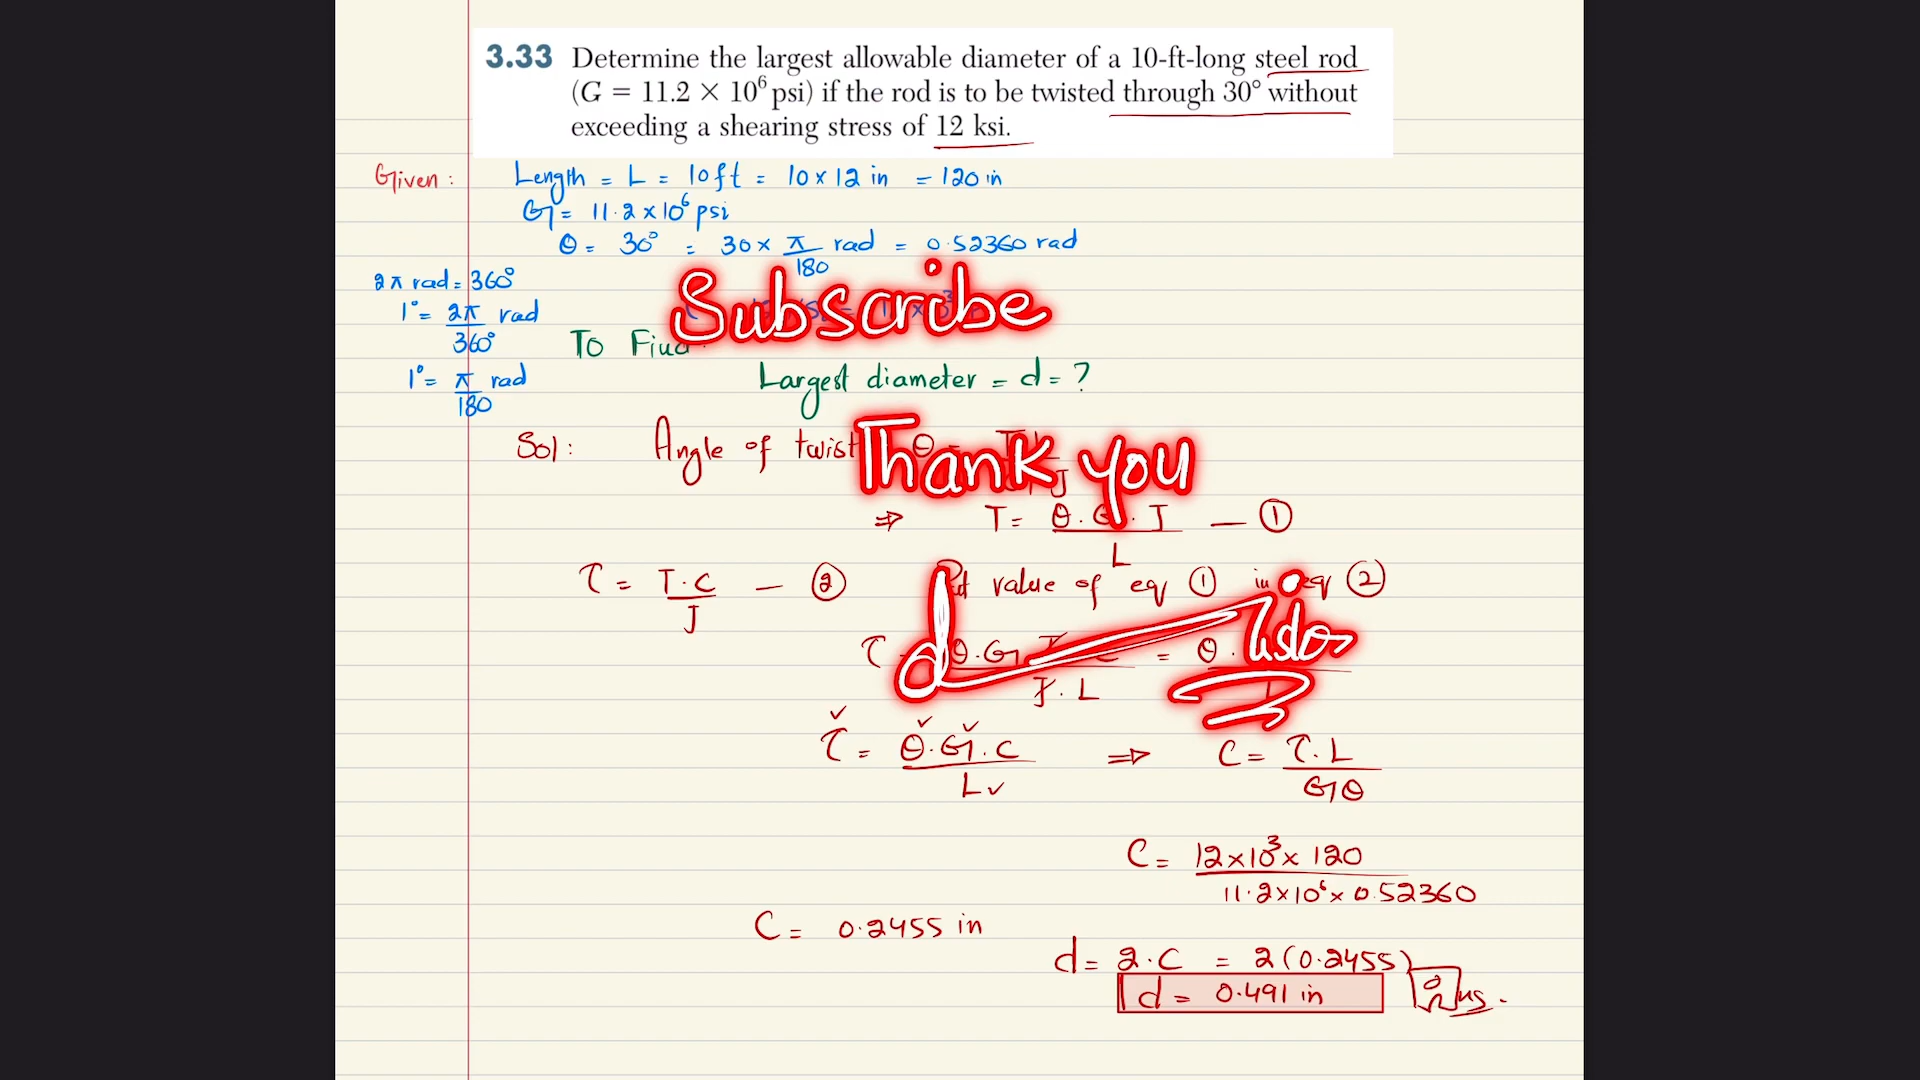 3.33 Determine the largest allowable diameter of a 10-ft-long steel rod
(G = 11.2 × 10⁶ psi) if the rod is to be twisted through 30° without
exceeding a shearing stress of 12 ksi.
Given : Length = L = 10ft = 10 × 12 in = 120 in
G = 11.2 × 10⁶ psi
θ = 30° = 30 × π/180 rad = 0.52360 rad
2π rad = 360°
1° = 2π/360° rad
1° = π/180 rad
Subscribe
To Find
Largest diameter = d = ?
Sol : Angle of twist θ =
Thank you
⇒ T = θ.G.J/L — ①
τ = T.C/J — ② Put value of eq ① in eq ②
τ θ.G J.L = θ.
τ = θ.G.C/L ⇒ C = τ.L/Gθ
C = 12×10³×120/11.2×10⁶×0.52360
C = 0.2455 in
d = 2.C = 2(0.2455)
d = 0.491 in Ans.